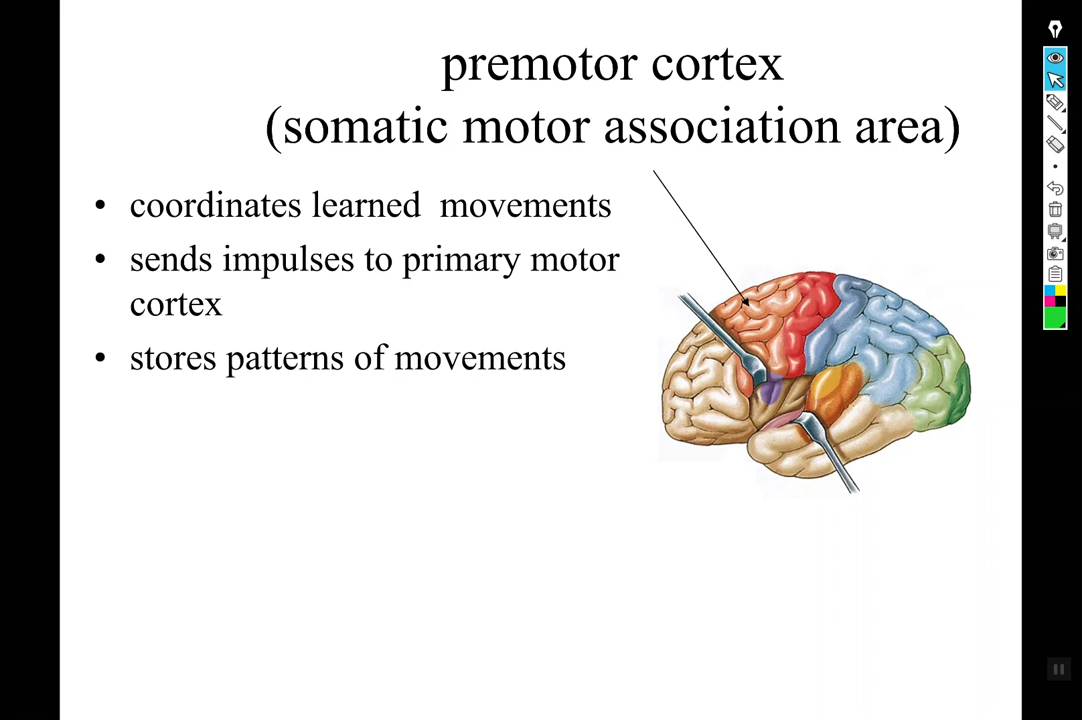 premotor cortex
(somatic motor association area)
• coordinates learned  movements
• sends impulses to primary motor
cortex
• stores patterns of movements